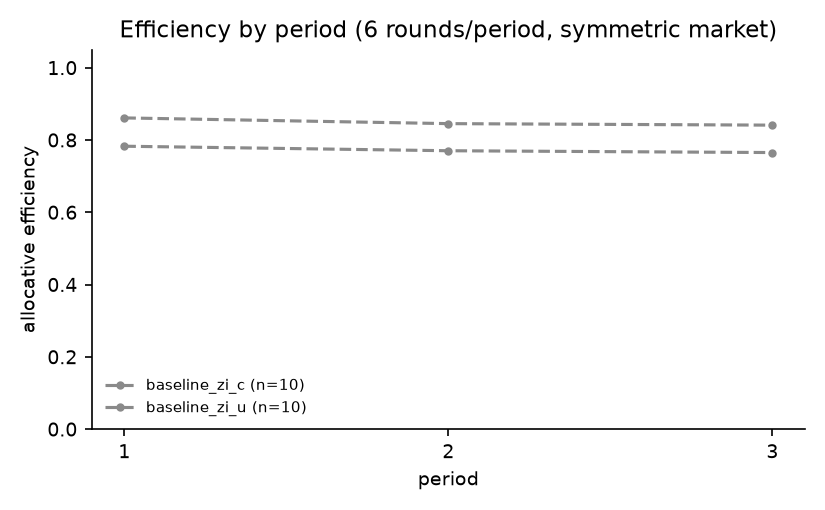 Efficiency by period (6 rounds/period, symmetric market)
allocative efficiency
1.0
0.8
0.6
0.4
0.2
0.0
baseline_zi_c (n=10)
baseline_zi_u (n=10)
1 2 3
period